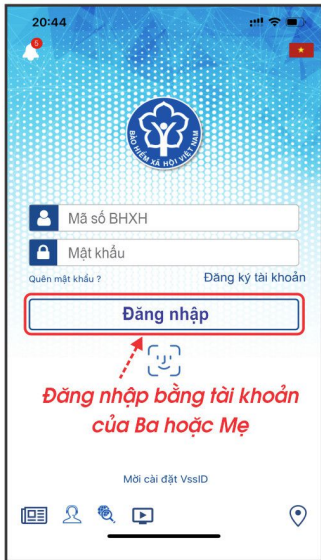 20:44
5
BẢO HIỂM XÃ HỘI VIỆT NAM
Mã số BHXH
Mật khẩu
Quên mật khẩu ?
Đăng ký tài khoản
Đăng nhập
Đăng nhập bằng tài khoản
của Ba hoặc Mẹ
Mời cài đặt VssID